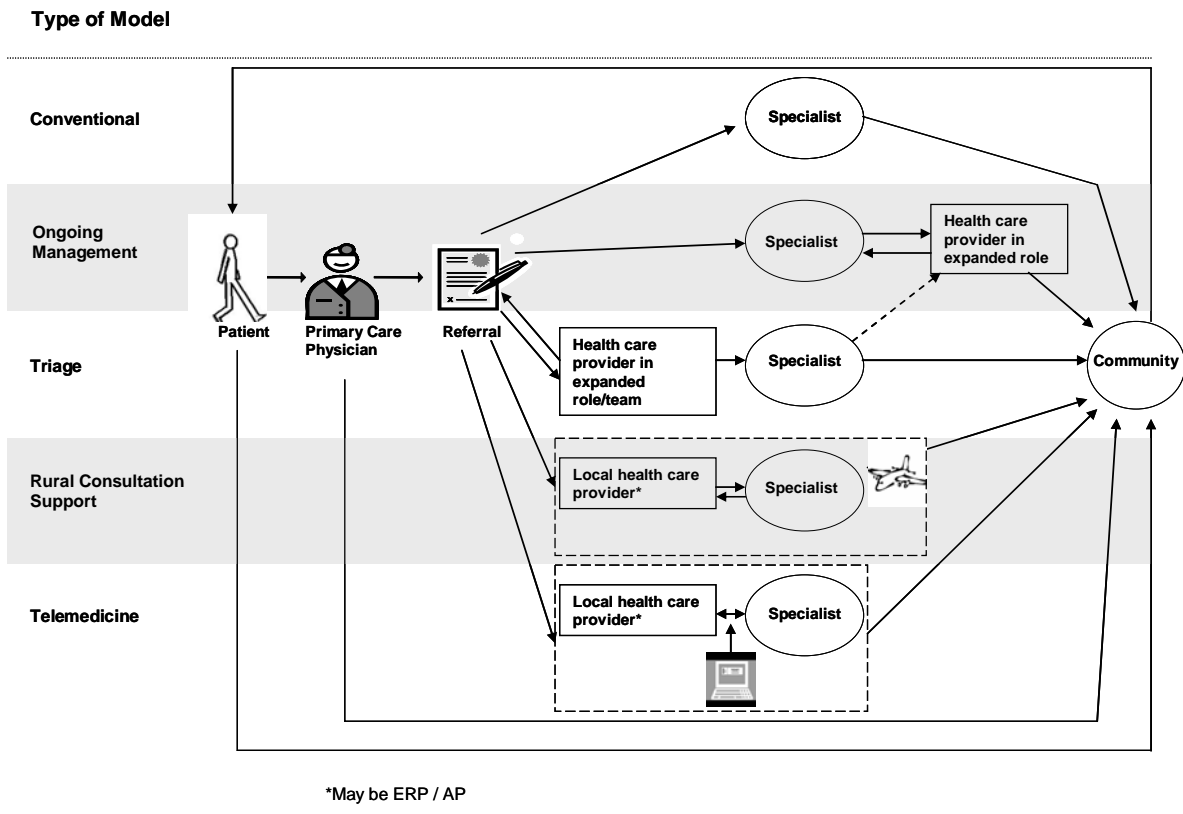 Type of Model
Conventional
Specialist
Ongoing
Management
Specialist
Health care
provider in
expanded role
Patient
Primary Care
Physician
Referral
x
Triage
Health care
provider in
expanded
role/team
Specialist
Community
Rural Consultation
Support
Local health care
provider*
Specialist
Telemedicine
Local health care
provider*
Specialist
*May be ERP / AP